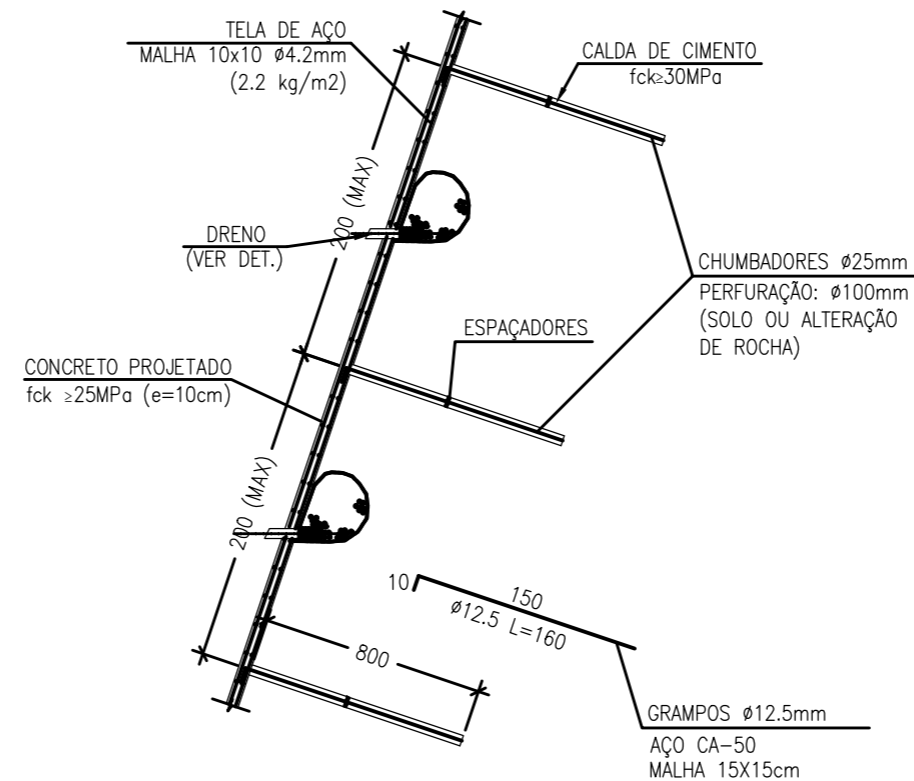 TELA DE AÇO
MALHA 10x10 Ø4.2mm
(2.2 kg/m2)
CALDA DE CIMENTO
fck≥30MPa
200 (MAX)
DRENO
(VER DET.)
CHUMBADORES Ø25mm
PERFURAÇÃO: Ø100mm
(SOLO OU ALTERAÇÃO
DE ROCHA)
ESPAÇADORES
CONCRETO PROJETADO
fck ≥25MPa (e=10cm)
200 (MAX)
10
150
Ø12.5 L=160
800
GRAMPOS Ø12.5mm
AÇO CA-50
MALHA 15X15cm